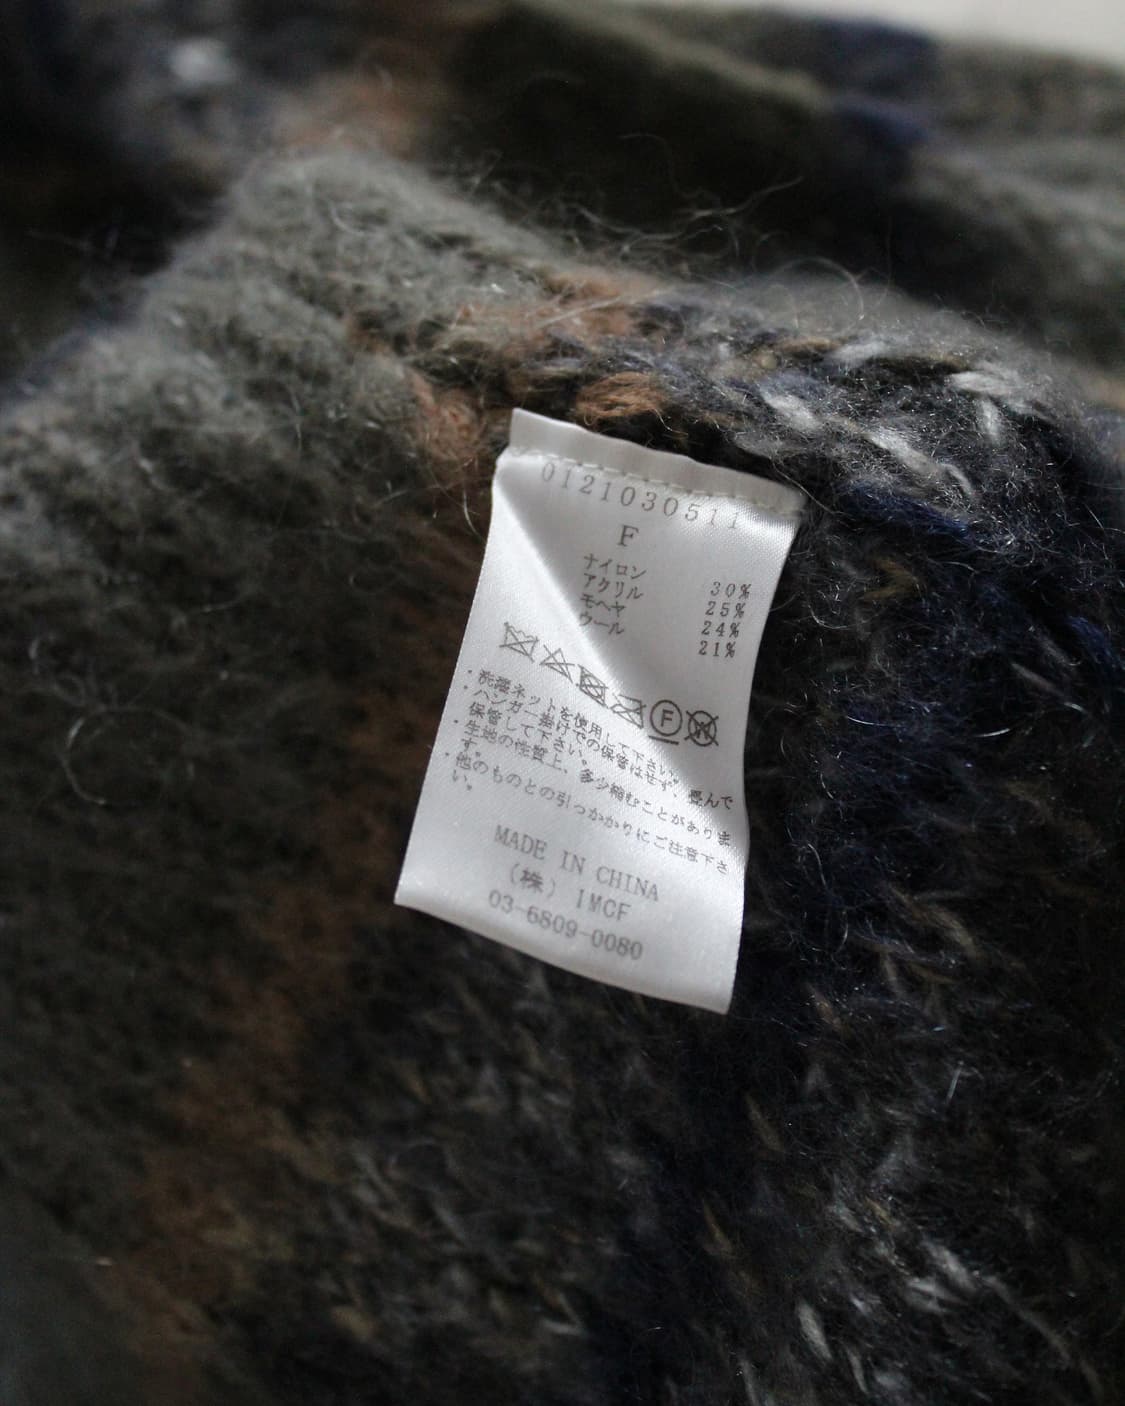 0121030511
F
ナイロン 30%
アクリル 25%
モヘヤ 24%
ウール 21%
F W
・洗濯ネットを使用して下さい。
・ハンガー掛けでの保管はせず、畳んで
保管して下さい。
・生地の性質上、多少縮むことがありま
す。
・他のものとの引っかかりにご注意下さ
い。
MADE IN CHINA
(株) IMCF
03-6809-0080